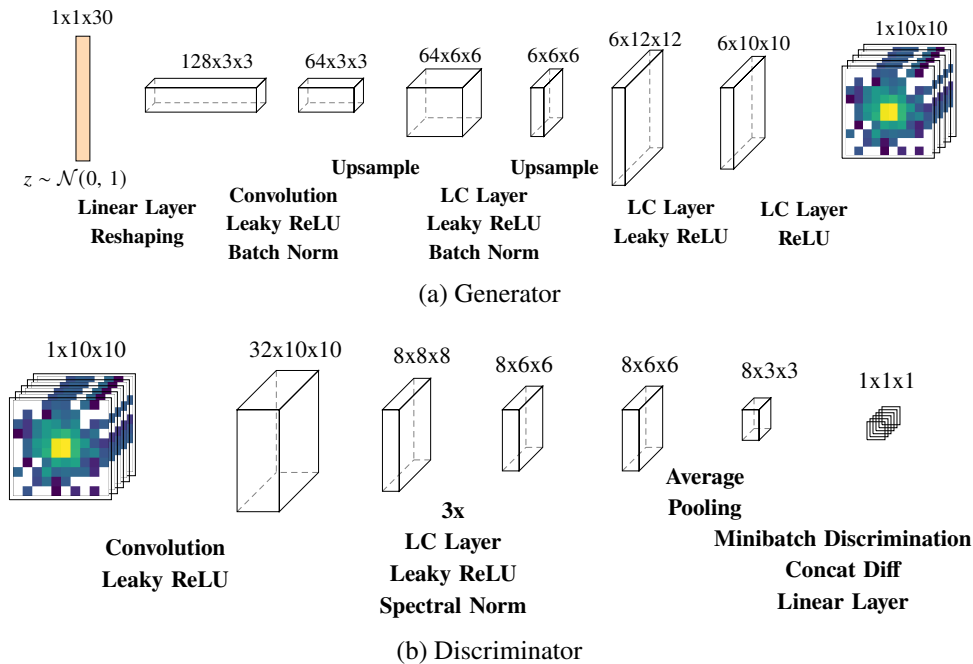 1x1x30
128x3x3
64x3x3
64x6x6
6x6x6
6x12x12
6x10x10
1x10x10
z ∼ 𝒩(0, 1)
Linear Layer
Reshaping
Convolution
Leaky ReLU
Batch Norm
Upsample
LC Layer
Leaky ReLU
Batch Norm
Upsample
LC Layer
Leaky ReLU
LC Layer
ReLU
(a) Generator
1x10x10
32x10x10
8x8x8
8x6x6
8x6x6
8x3x3
1x1x1
Convolution
Leaky ReLU
3x
LC Layer
Leaky ReLU
Spectral Norm
Average
Pooling
Minibatch Discrimination
Concat Diff
Linear Layer
(b) Discriminator